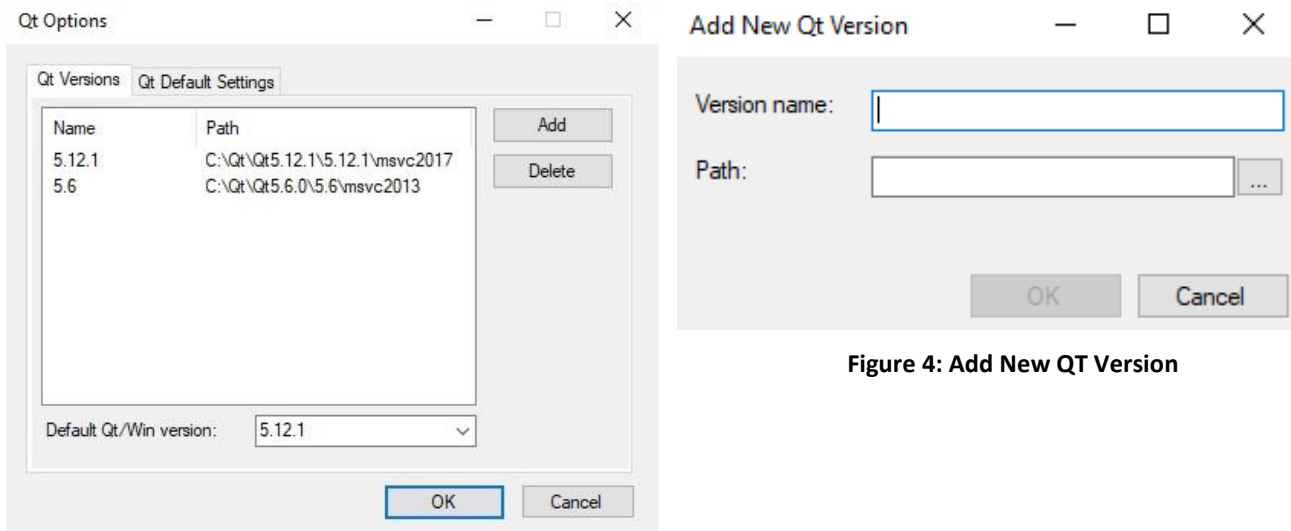 Qt Options
Qt Versions Qt Default Settings
Name Path
5.12.1 C:\Qt\Qt5.12.1\5.12.1\msvc2017
5.6 C:\Qt\Qt5.6.0\5.6\msvc2013
Add
Delete
Default Qt/Win version: 5.12.1
OK Cancel
Add New Qt Version
Version name:
Path:
...
OK Cancel
Figure 4: Add New QT Version